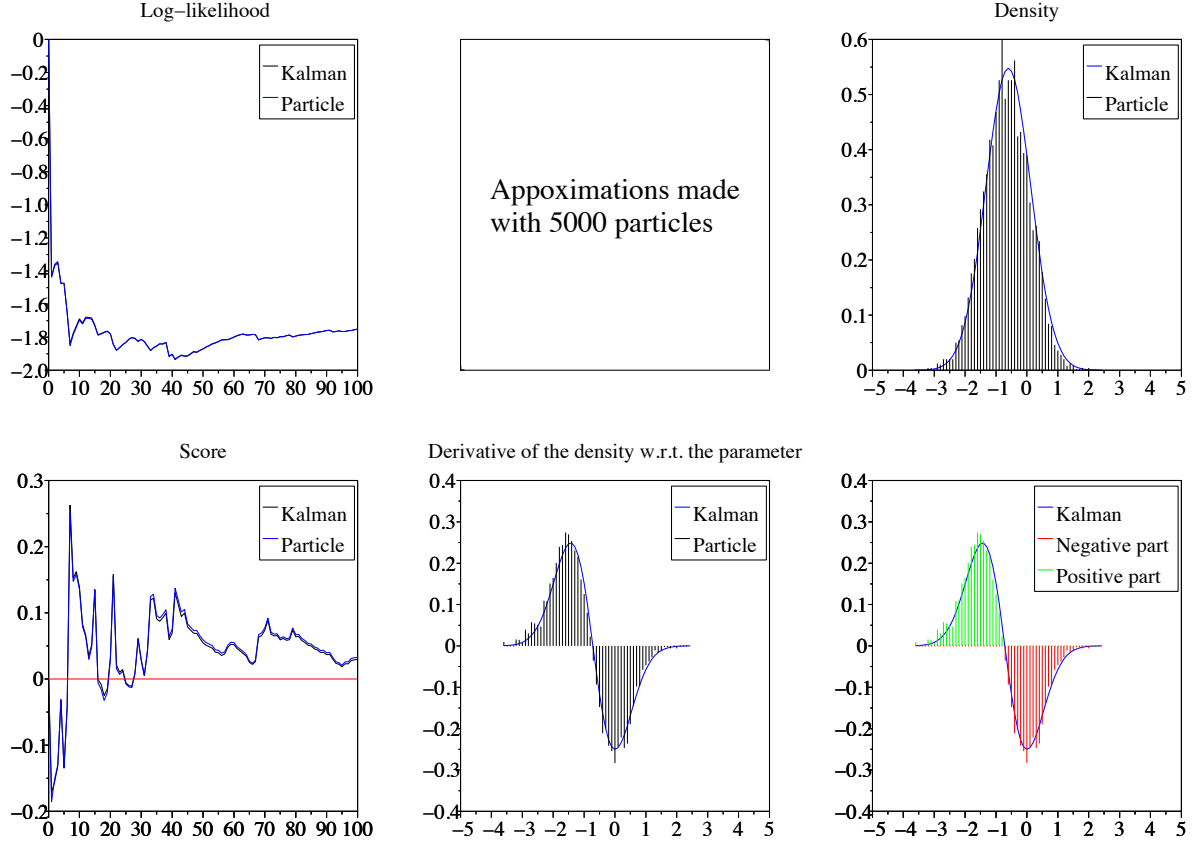 Log–likelihood
0
–0.2
–0.4
–0.6
–0.8
–1.0
–1.2
–1.4
–1.6
–1.8
–2.0
0 10 20 30 40 50 60 70 80 90 100
Kalman
Particle
Appoximations made
with 5000 particles
Density
0.6
0.5
0.4
0.3
0.2
0.1
0
–5 –4 –3 –2 –1 0 1 2 3 4 5
Kalman
Particle
Score
0.3
0.2
0.1
0
–0.1
–0.2
0 10 20 30 40 50 60 70 80 90 100
Kalman
Particle
Derivative of the density w.r.t. the parameter
0.4
0.3
0.2
0.1
0
–0.1
–0.2
–0.3
–0.4
–5 –4 –3 –2 –1 0 1 2 3 4 5
Kalman
Particle
0.4
0.3
0.2
0.1
0
–0.1
–0.2
–0.3
–0.4
–5 –4 –3 –2 –1 0 1 2 3 4 5
Kalman
Negative part
Positive part